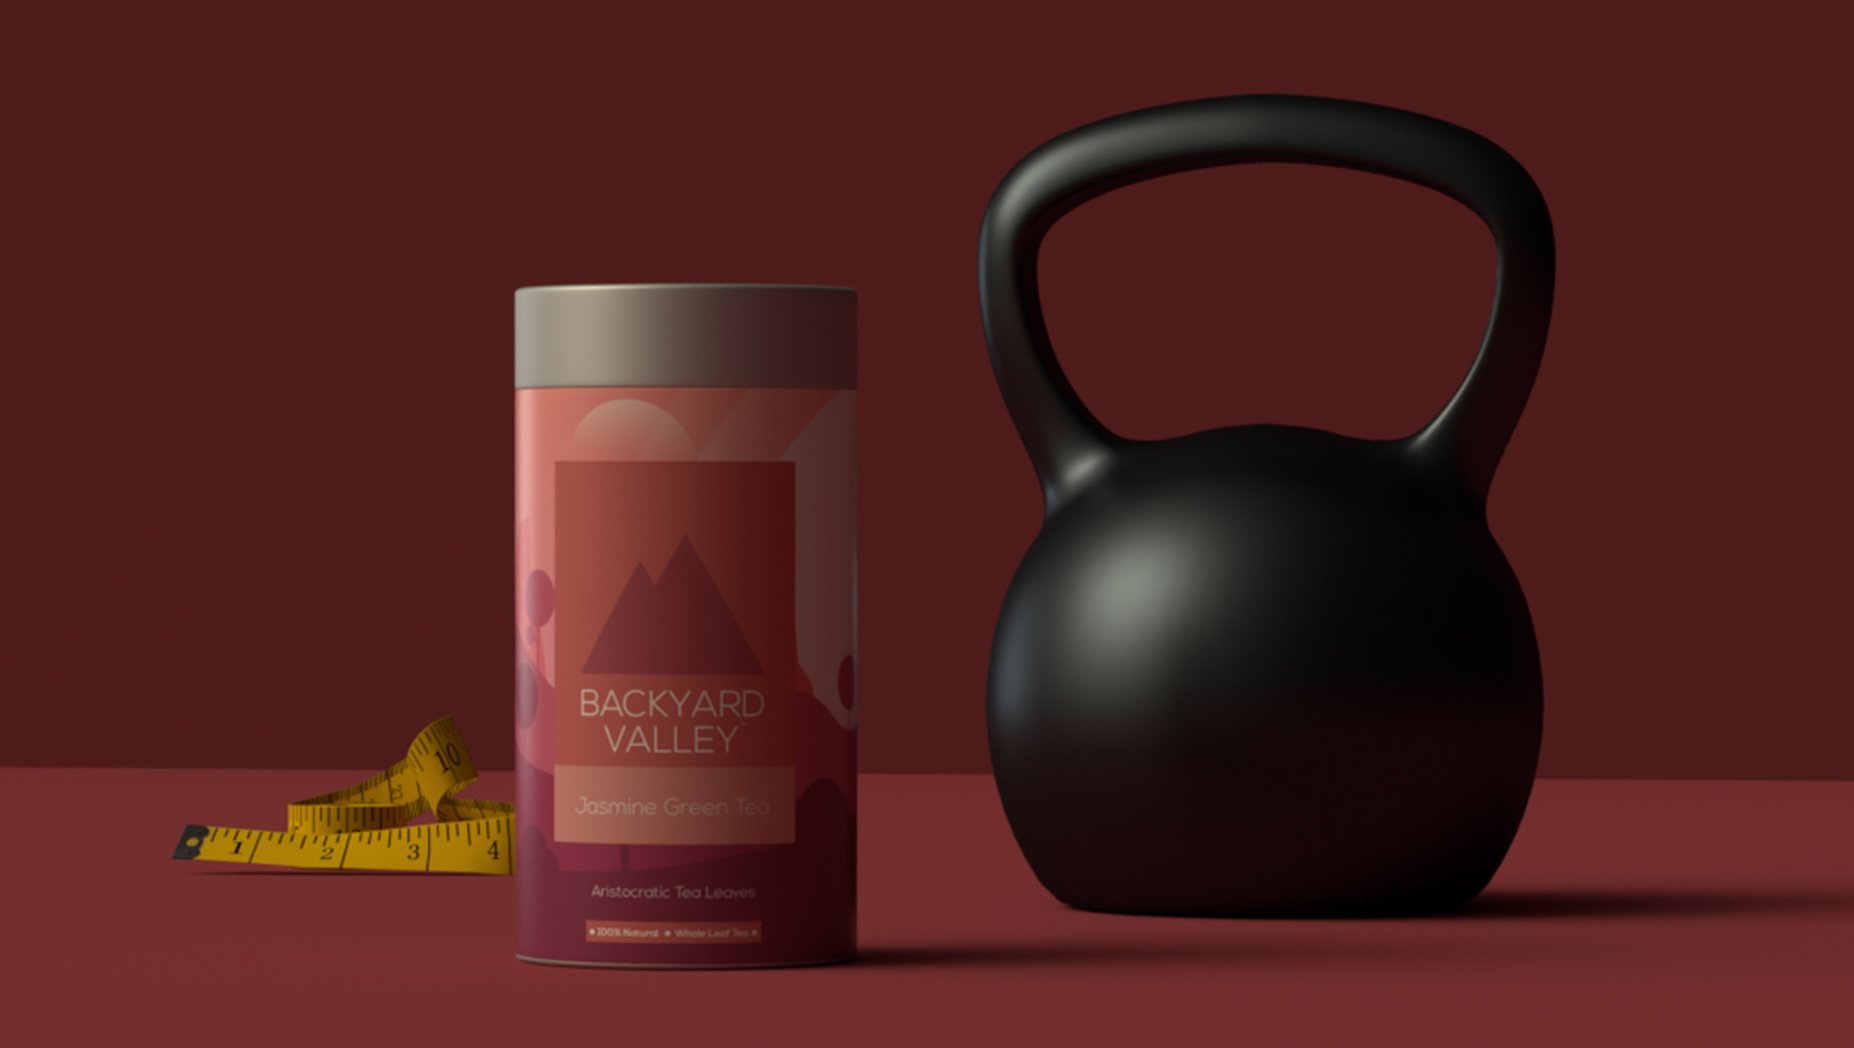 BACKYARD
VALLEY
Jasmine Green Tea
Aristocratic Tea Leaves
100% Natural • Whole Leaf Tea
10
1 2 3 4